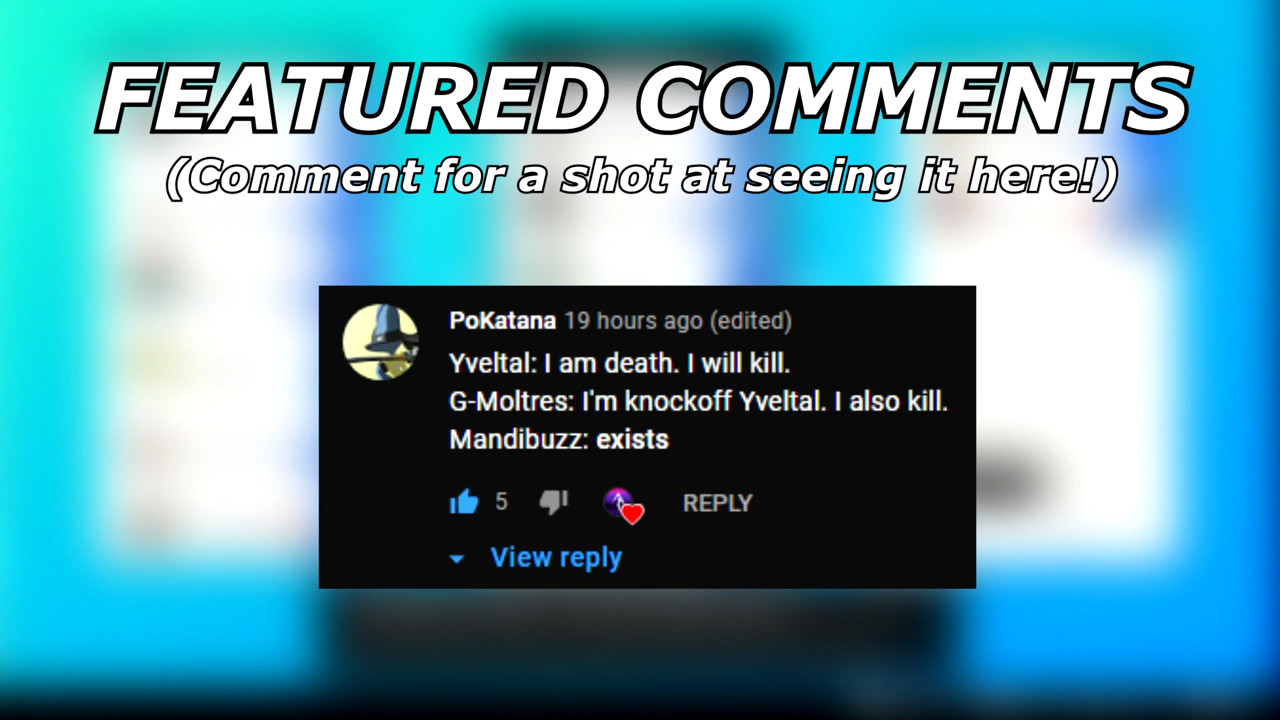 FEATURED COMMENTS
(Comment for a shot at seeing it here!)
PoKatana 19 hours ago (edited)
Yveltal: I am death. I will kill.
G-Moltres: I'm knockoff Yveltal. I also kill.
Mandibuzz: exists
5 REPLY
View reply